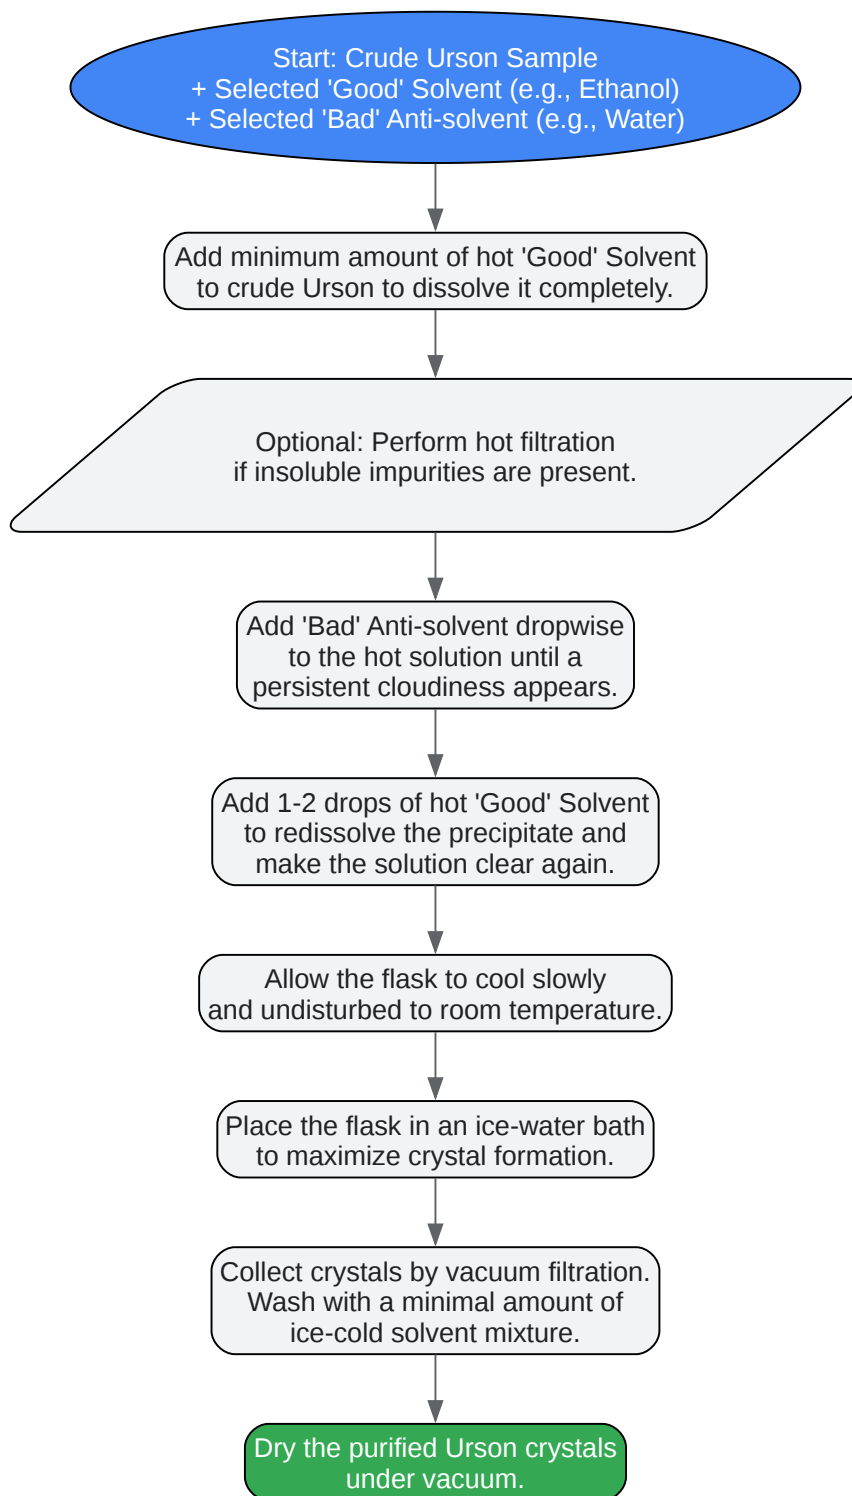 Start: Crude Urson Sample
+ Selected 'Good' Solvent (e.g., Ethanol)
+ Selected 'Bad' Anti-solvent (e.g., Water)
Add minimum amount of hot 'Good' Solvent
to crude Urson to dissolve it completely.
Optional: Perform hot filtration
if insoluble impurities are present.
Add 'Bad' Anti-solvent dropwise
to the hot solution until a
persistent cloudiness appears.
Add 1-2 drops of hot 'Good' Solvent
to redissolve the precipitate and
make the solution clear again.
Allow the flask to cool slowly
and undisturbed to room temperature.
Place the flask in an ice-water bath
to maximize crystal formation.
Collect crystals by vacuum filtration.
Wash with a minimal amount of
ice-cold solvent mixture.
Dry the purified Urson crystals
under vacuum.